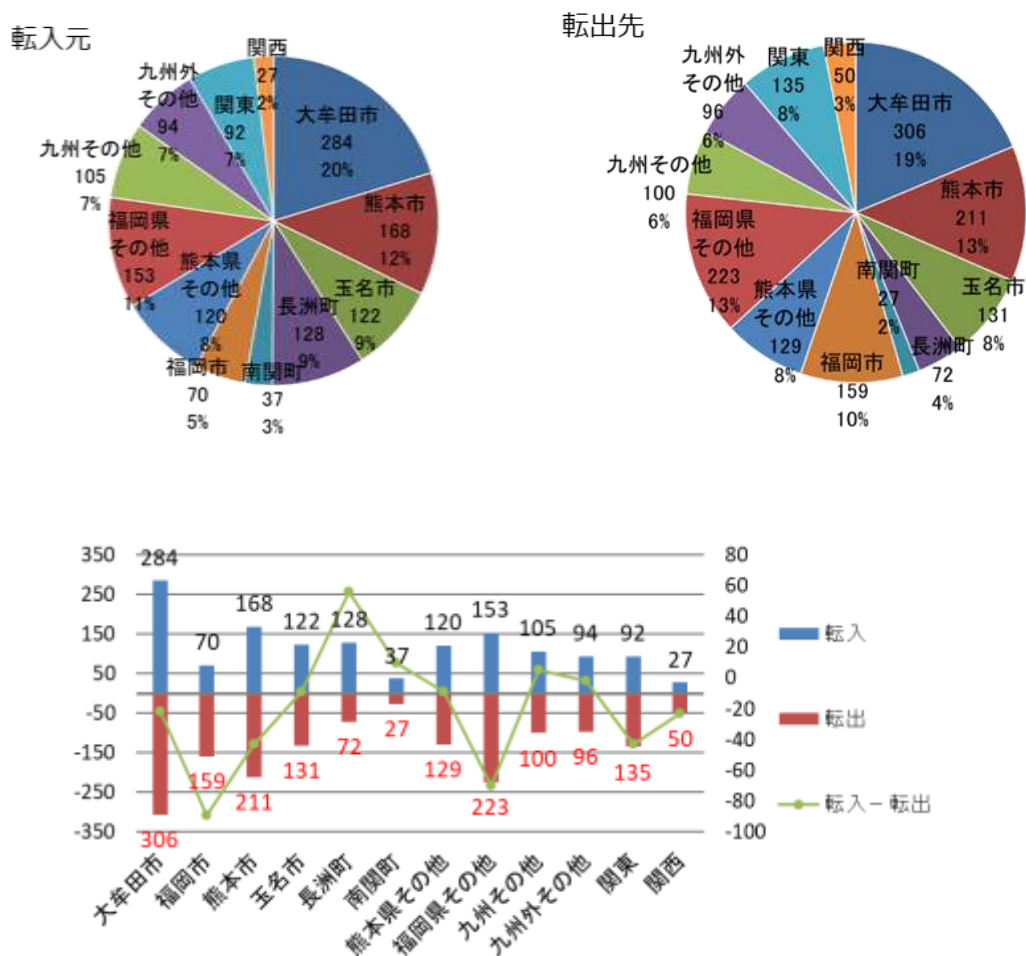 転入元
関西
27
2%
大牟田市
284
20%
熊本市
168
12%
玉名市
122
9%
長洲町
128
9%
南関町
37
3%
福岡市
70
5%
熊本県
その他
120
8%
福岡県
その他
153
11%
九州その他
105
7%
九州外
その他
94
7%
関東
92
7%
転出先
関西
50
3%
大牟田市
306
19%
熊本市
211
13%
玉名市
131
8%
長洲町
72
4%
南関町
27
2%
福岡市
159
10%
熊本県
その他
129
8%
福岡県
その他
223
13%
九州その他
100
6%
九州外
その他
96
6%
関東
135
8%
350
250
150
50
-50
-150
-250
-350
284
70
168
122
128
37
120
153
105
94
92
27
306
159
211
131
72
27
129
223
100
96
135
50
80
60
40
20
0
-20
-40
-60
-80
-100
大牟田市
福岡市
熊本市
玉名市
長洲町
南関町
熊本県その他
福岡県その他
九州その他
九州外その他
関東
関西
転入
転出
転入－転出